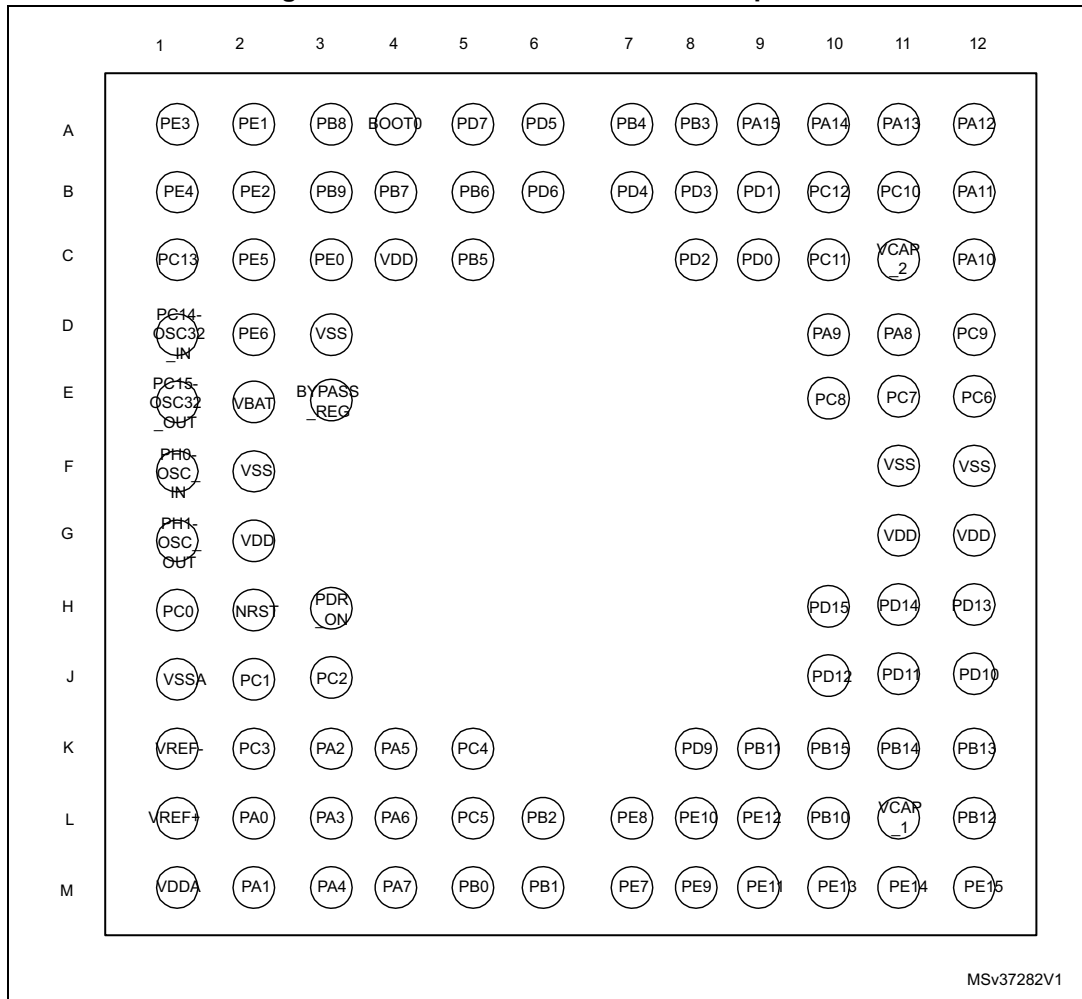 1 2 3 4 5 6 7 8 9 10 11 12
A PE3 PE1 PB8 BOOT0 PD7 PD5 PB4 PB3 PA15 PA14 PA13 PA12
B PE4 PE2 PB9 PB7 PB6 PD6 PD4 PD3 PD1 PC12 PC10 PA11
C PC13 PE5 PE0 VDD PB5 PD2 PD0 PC11 VCAP_2 PA10
D PC14-OSC32_IN PE6 VSS PA9 PA8 PC9
E PC15-OSC32_OUT VBAT BYPASS_REG PC8 PC7 PC6
F PH0-OSC_IN VSS VSS VSS
G PH1-OSC_OUT VDD VDD VDD
H PC0 NRST PDR_ON PD15 PD14 PD13
J VSSA PC1 PC2 PD12 PD11 PD10
K VREF- PC3 PA2 PA5 PC4 PD9 PB11 PB15 PB14 PB13
L VREF+ PA0 PA3 PA6 PC5 PB2 PE8 PE10 PE12 PB10 VCAP_1 PB12
M VDDA PA1 PA4 PA7 PB0 PB1 PE7 PE9 PE11 PE13 PE14 PE15
MSv37282V1